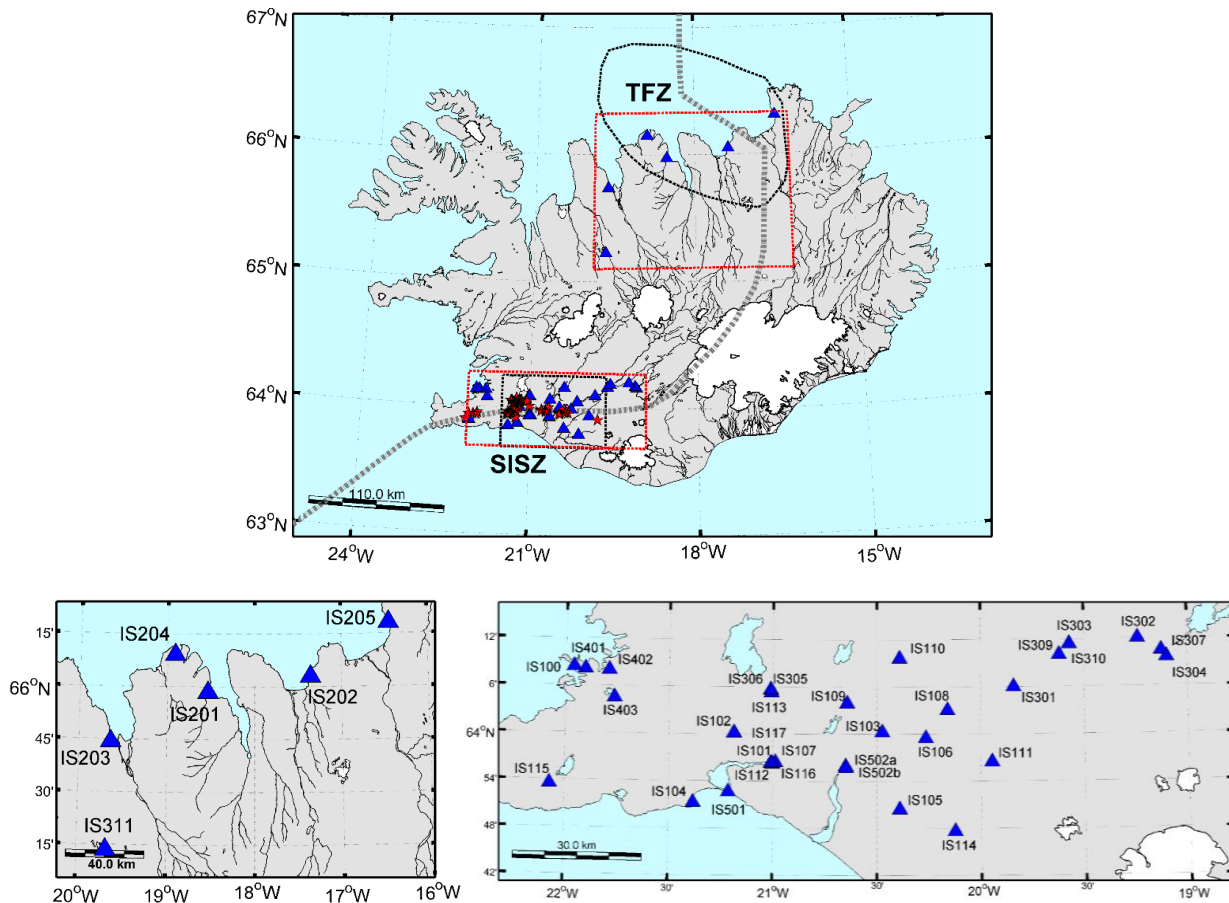 67°N
TFZ
66°N
65°N
64°N
SISZ
110.0 km
63°N
24°W
21°W
18°W
15°W
IS205
15'
IS204
66°N
IS202
IS201
45'
IS203
30'
IS311
15'
40.0 km
20°W
19°W
18°W
17°W
16°W
IS303
IS302
12'
IS401
IS110
IS309
IS307
IS100
IS402
IS310
IS304
6'
IS306
IS305
IS108
IS403
IS113
IS109
IS301
IS102
64°N
IS117
IS103
IS106
IS101
IS107
IS502a
IS111
IS115
IS112
IS116
IS502b
54'
IS104
IS501
IS105
48'
IS114
30.0 km
42'
22°W
30'
21°W
30'
20°W
30'
19°W